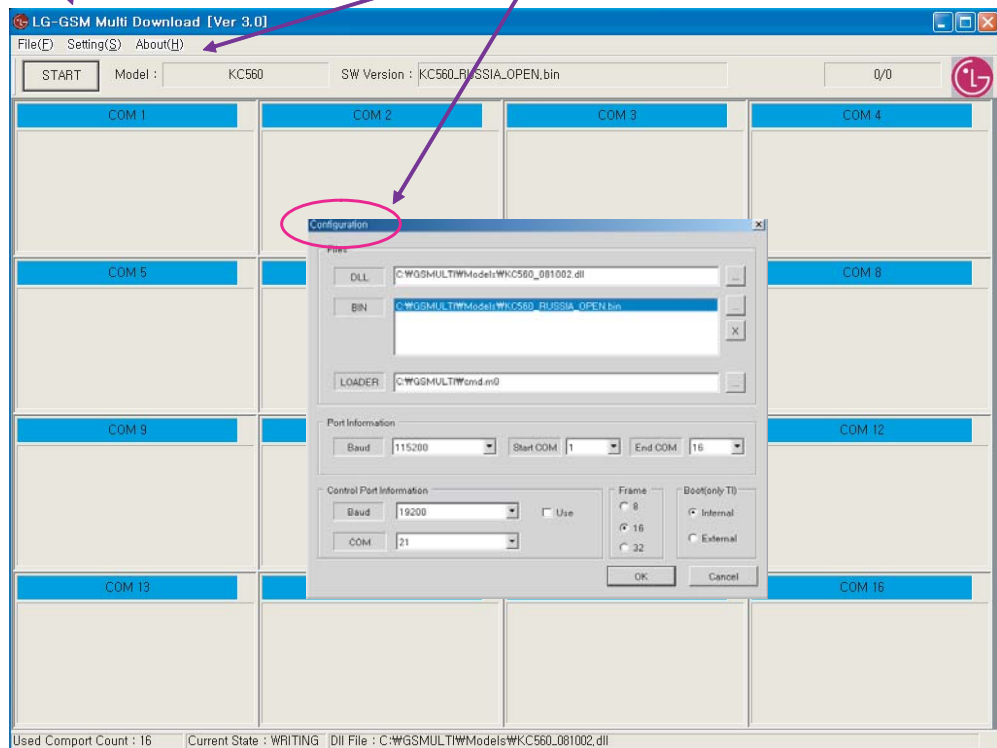 LG-GSM Multi Download [Ver 3.0]
File(F) Setting(S) About(H)
START Model : KC560 SW Version : KC560_RUSSIA_OPEN,bin 0/0
COM 1 COM 2 COM 3 COM 4
Configuration
Files
COM 5 COM 8
DLL C:₩GSMULTI₩Models₩KC560_081002.dll ...
BIN C:₩GSMULTI₩Models₩KC560_RUSSIA_OPEN.bin ...
X
LOADER C:₩GSMULTI₩cmd.m0 ...
Port Information
COM 9 COM 12
Baud 115200 Start COM 1 End COM 16
Control Port Information Frame Boot(only TI)
Baud 19200 Use 8 Internal
16
COM 21 32 External
OK Cancel
COM 13 COM 16
Used Comport Count : 16 Current State : WRITING Dll File : C:₩GSMULTI₩Models₩KC560_081002,dll